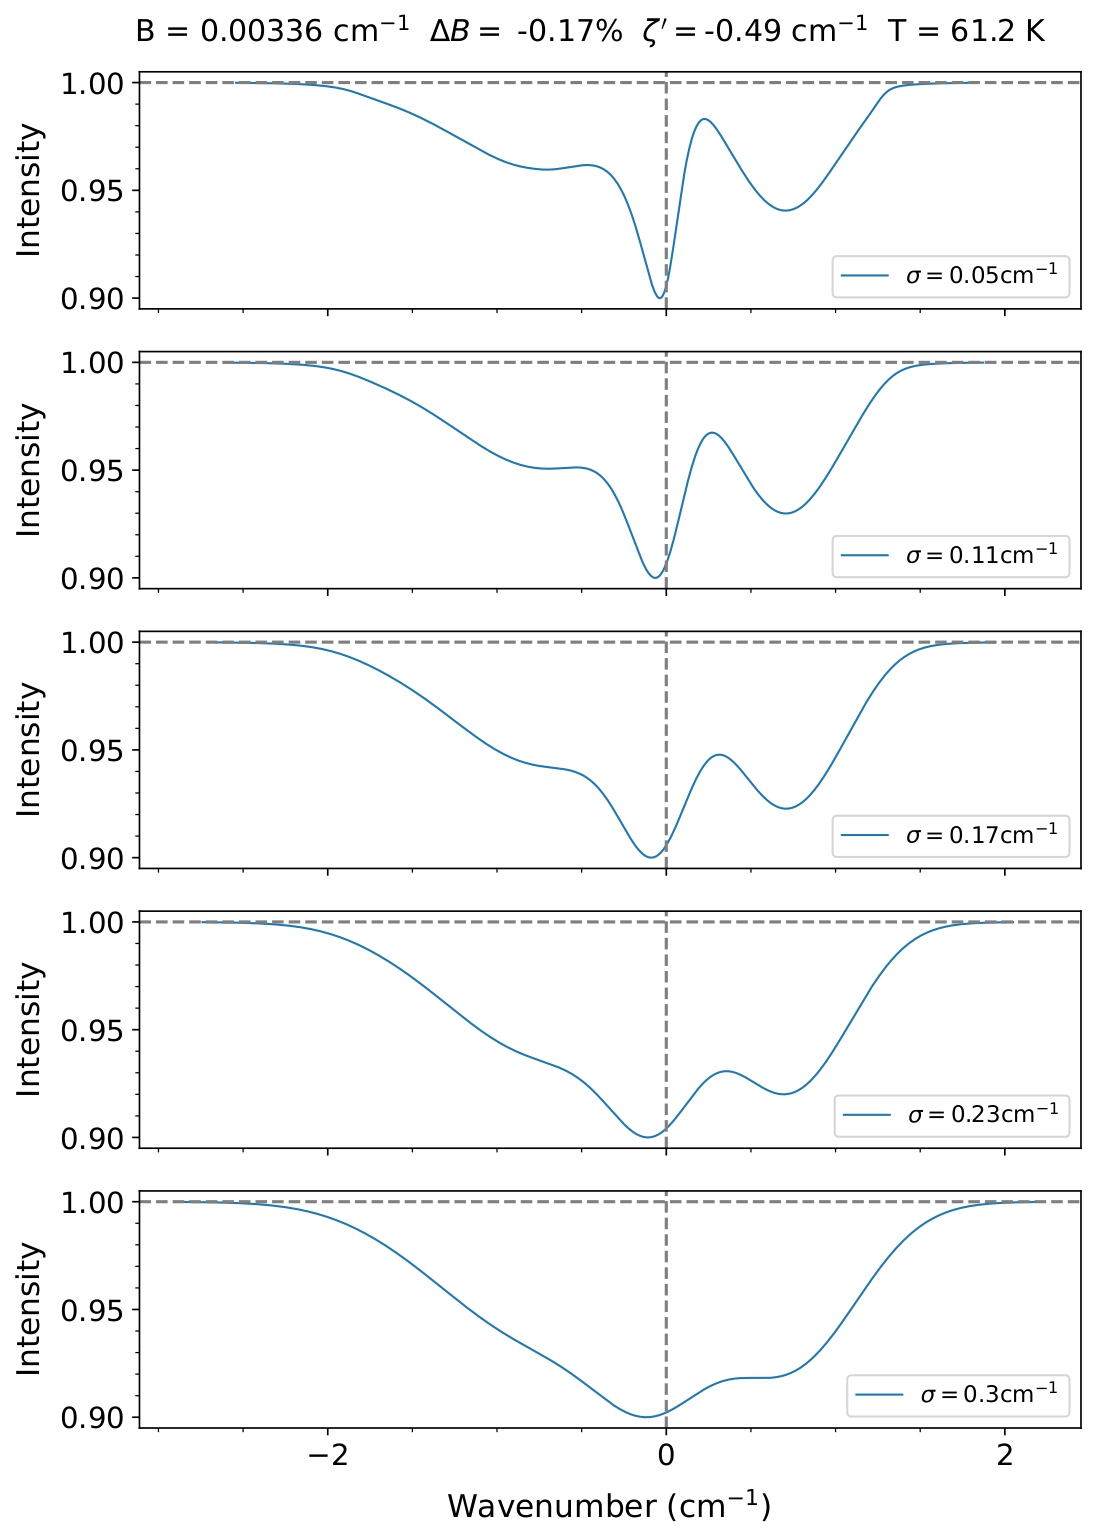 B = 0.00336 cm⁻¹ ΔB = -0.17% ζ′ = -0.49 cm⁻¹ T = 61.2 K
1.00
0.95
0.90
Intensity
σ = 0.05cm⁻¹
1.00
0.95
0.90
Intensity
σ = 0.11cm⁻¹
1.00
0.95
0.90
Intensity
σ = 0.17cm⁻¹
1.00
0.95
0.90
Intensity
σ = 0.23cm⁻¹
1.00
0.95
0.90
Intensity
σ = 0.3cm⁻¹
−2 0 2
Wavenumber (cm⁻¹)